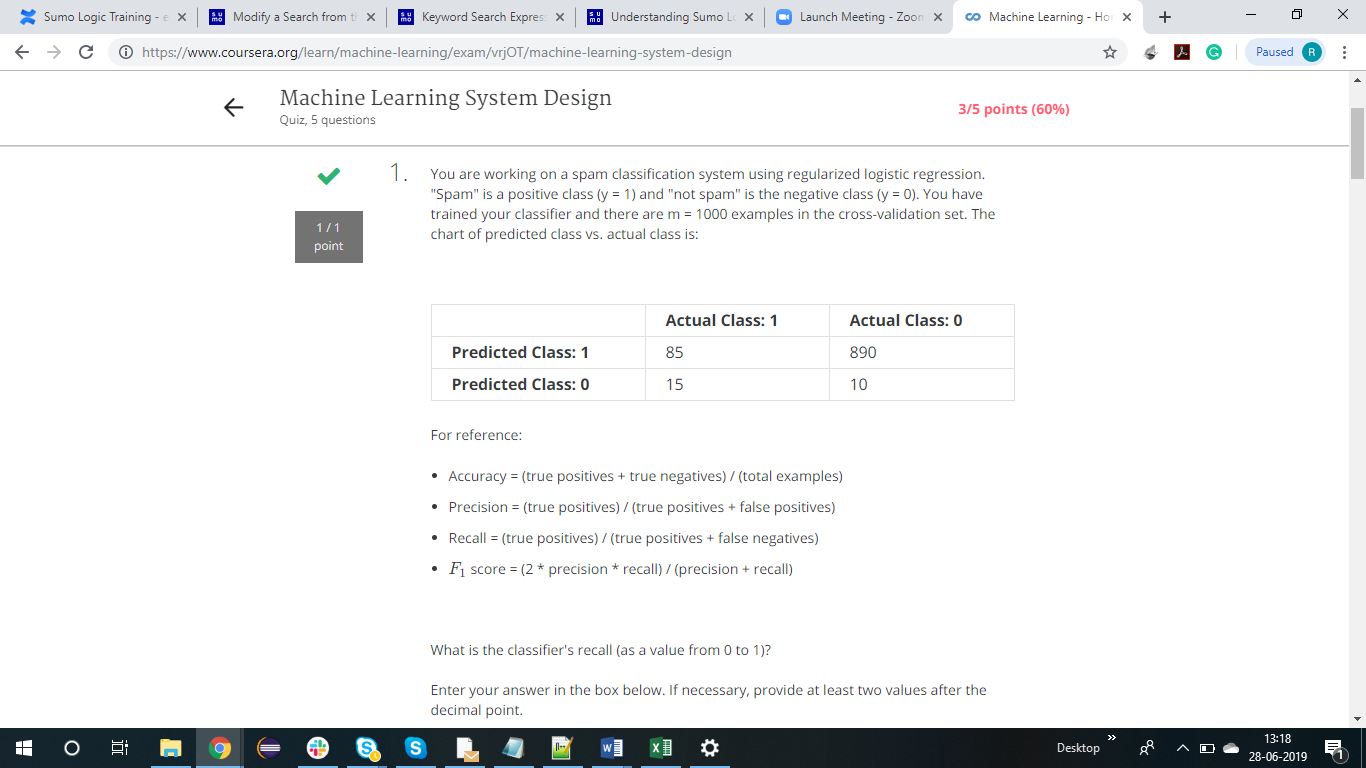 Sumo Logic Training - e
Modify a Search from th
Keyword Search Express
Understanding Sumo Lo
Launch Meeting - Zoom
Machine Learning - Hom
https://www.coursera.org/learn/machine-learning/exam/vrjOT/machine-learning-system-design
Paused R
Machine Learning System Design
Quiz, 5 questions
3/5 points (60%)
1 / 1
point
1. You are working on a spam classification system using regularized logistic regression.
"Spam" is a positive class (y = 1) and "not spam" is the negative class (y = 0). You have
trained your classifier and there are m = 1000 examples in the cross-validation set. The
chart of predicted class vs. actual class is:
Actual Class: 1 Actual Class: 0
Predicted Class: 1 85 890
Predicted Class: 0 15 10
For reference:
• Accuracy = (true positives + true negatives) / (total examples)
• Precision = (true positives) / (true positives + false positives)
• Recall = (true positives) / (true positives + false negatives)
• F1 score = (2 * precision * recall) / (precision + recall)
What is the classifier's recall (as a value from 0 to 1)?
Enter your answer in the box below. If necessary, provide at least two values after the
decimal point.
Desktop
13:18
28-06-2019
1